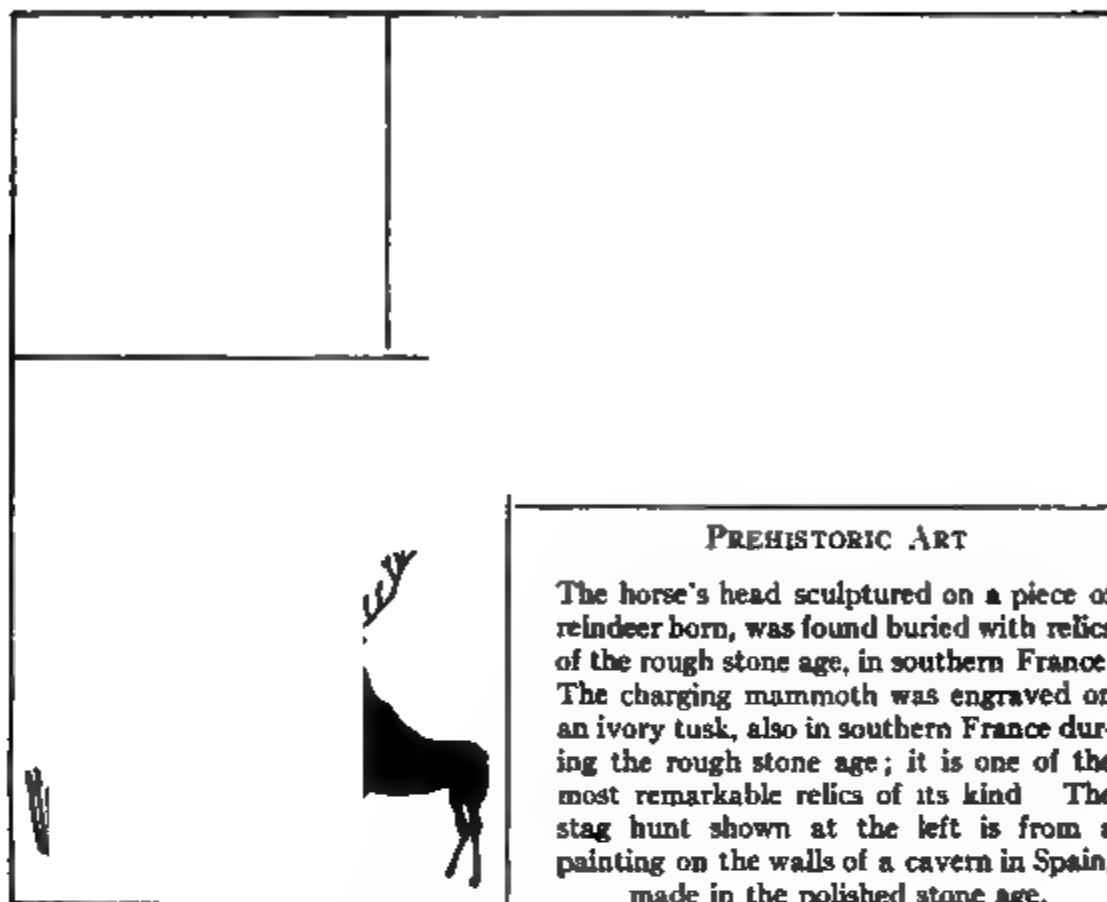 PREHISTORIC ART
The horse's head sculptured on a piece of
reindeer born, was found buried with relics
of the rough stone age, in southern France
The charging mammoth was engraved on
an ivory tusk, also in southern France dur-
ing the rough stone age; it is one of the
most remarkable relics of its kind The
stag hunt shown at the left is from a
painting on the walls of a cavern in Spain,
made in the polished stone age.